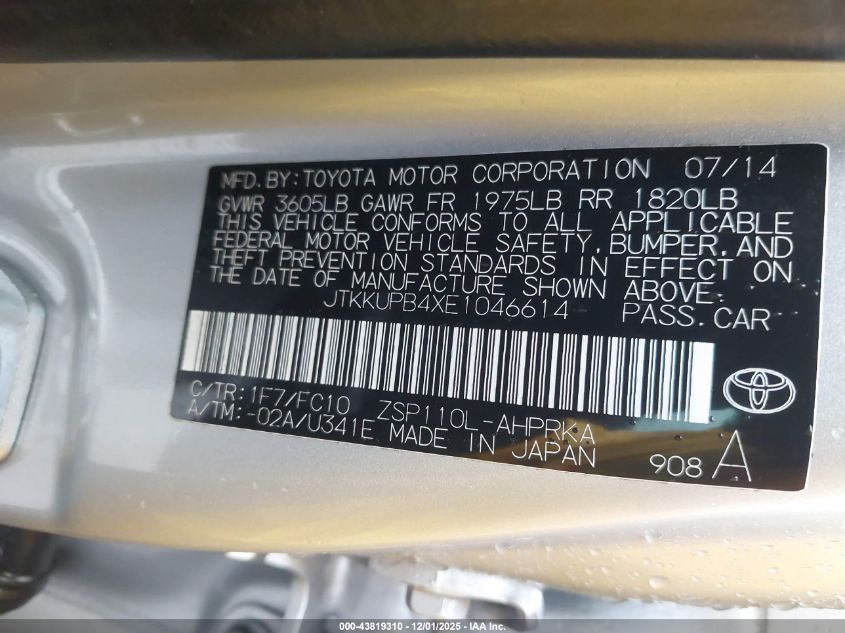 MFD.BY:TOYOTA MOTOR CORPORATION 07/14
GVWR 3605LB GAWR FR 1975LB RR 1820LB
THIS VEHICLE CONFORMS TO ALL APPLICABLE
FEDERAL MOTOR VEHICLE SAFETY, BUMPER, AND
THEFT PREVENTION STANDARDS IN EFFECT ON
THE DATE OF MANUFACTURE SHOWN ABOVE.
JTKKUPB4XE1046614 PASS.CAR
C/TR:1F7/FC10 ZSP110L-AHPRKA
A/TM:-02A/U341E MADE IN JAPAN
908 A
000-43819310 - 12/01/2025 - IAA Inc.